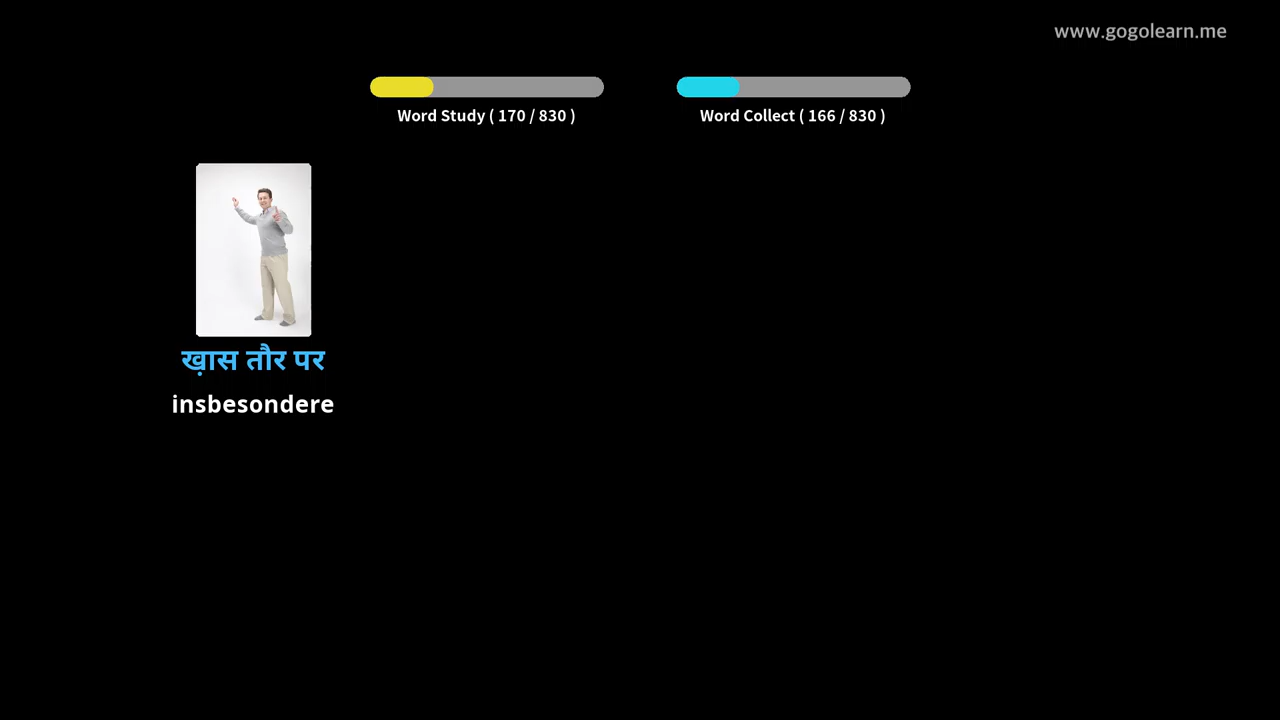 www.gogolearn.me
Word Study ( 170 / 830 )
Word Collect ( 166 / 830 )
ख़ास तौर पर
insbesondere